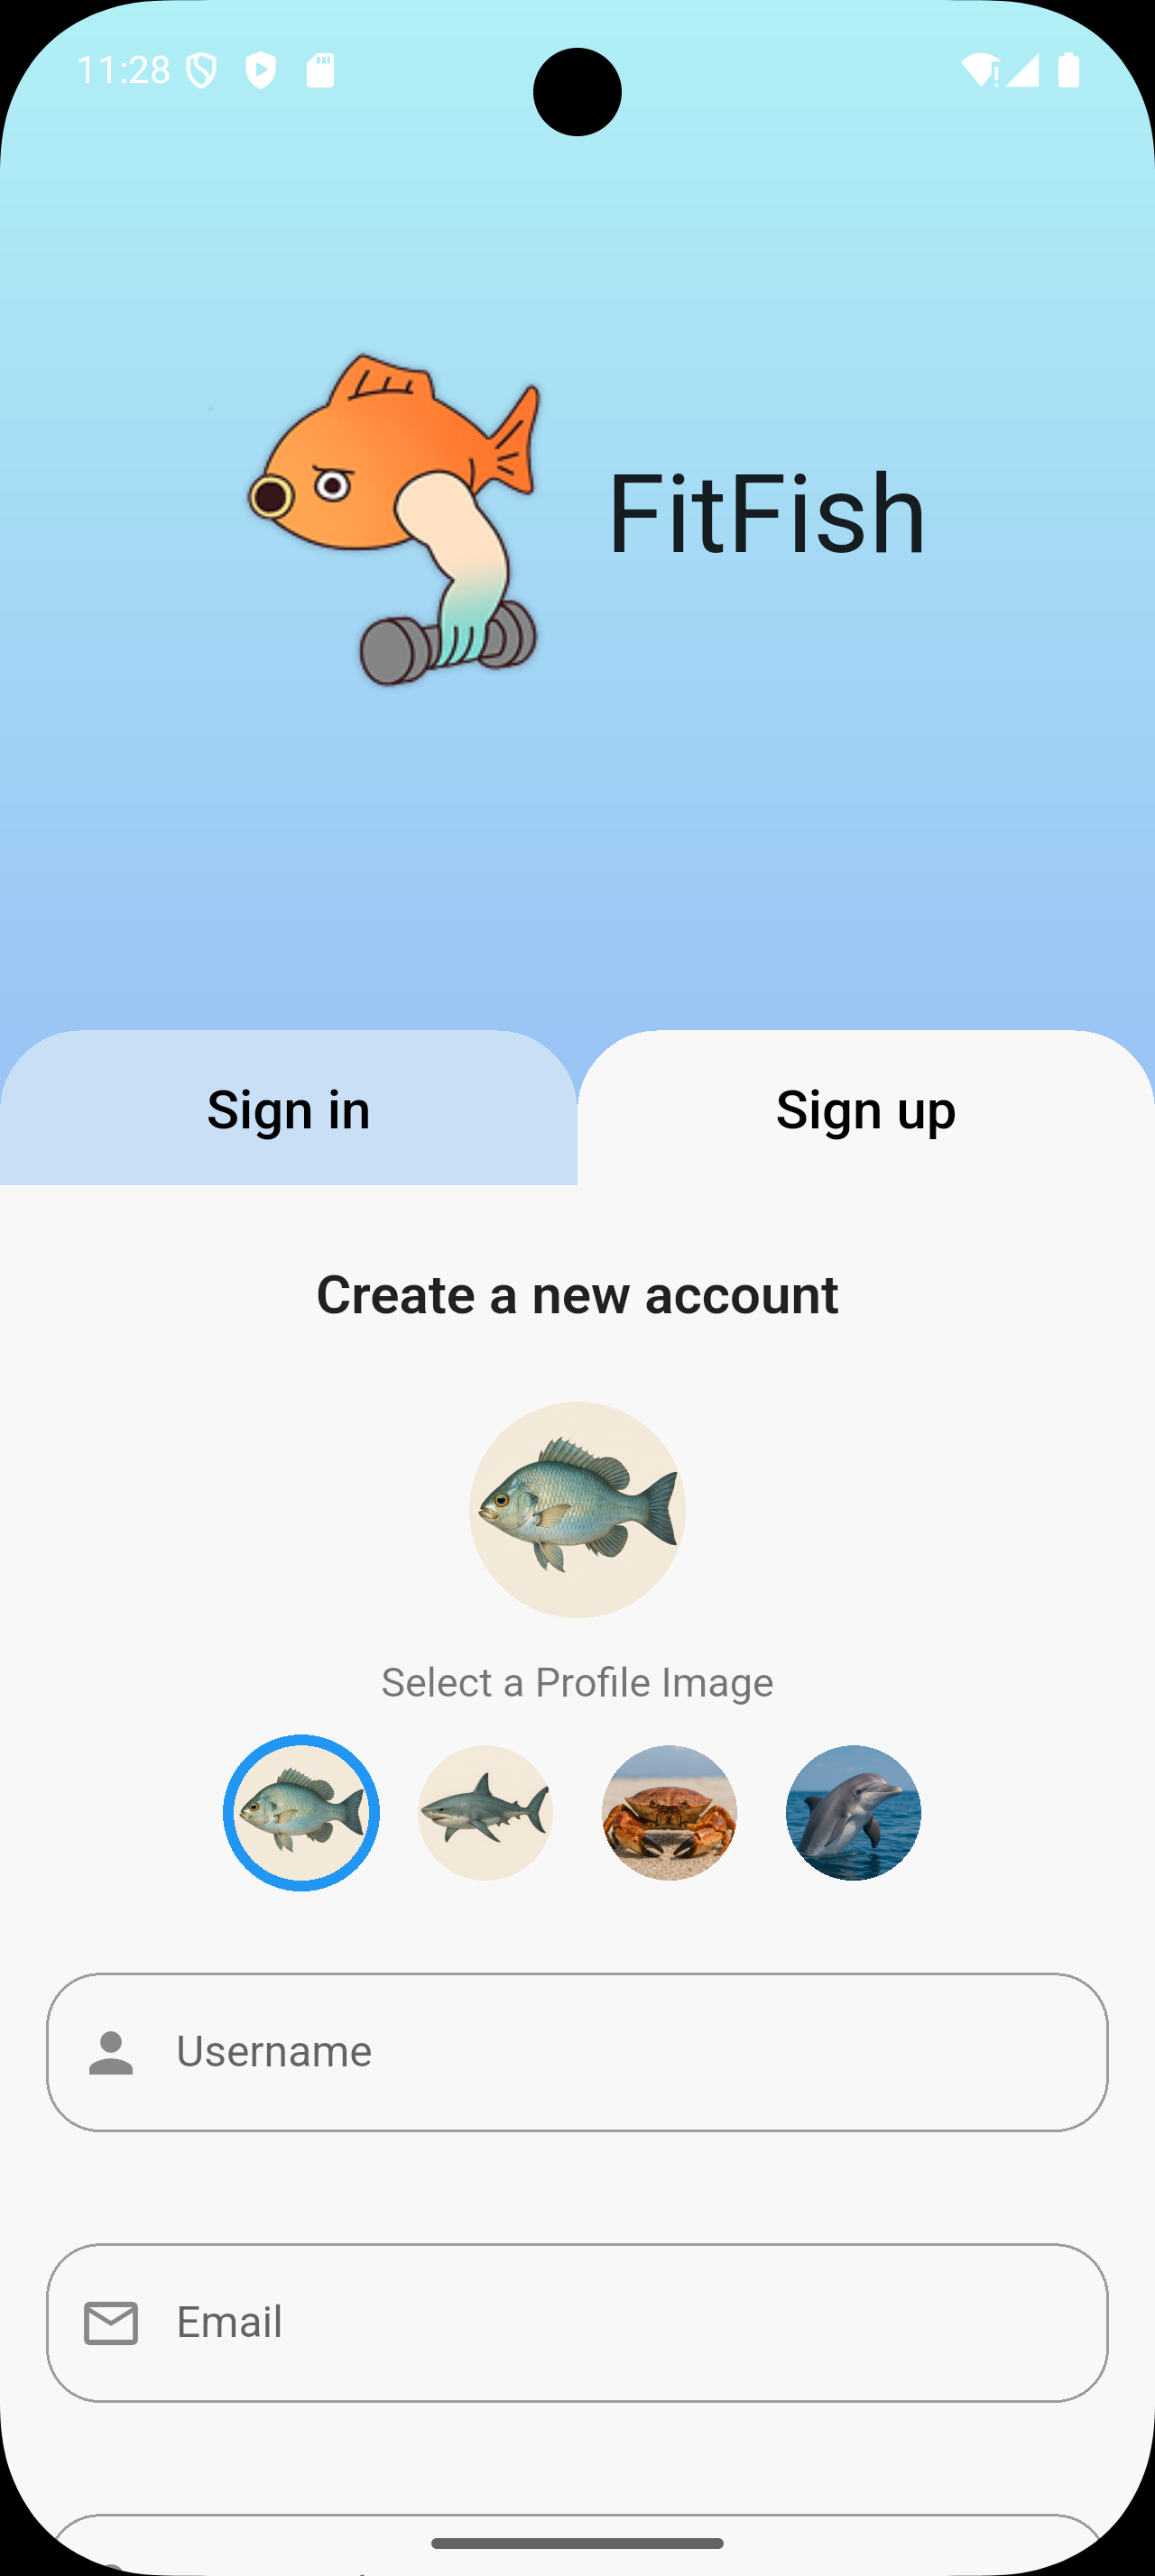 11:28
FitFish
Sign in
Sign up
Create a new account
Select a Profile Image
Username
Email